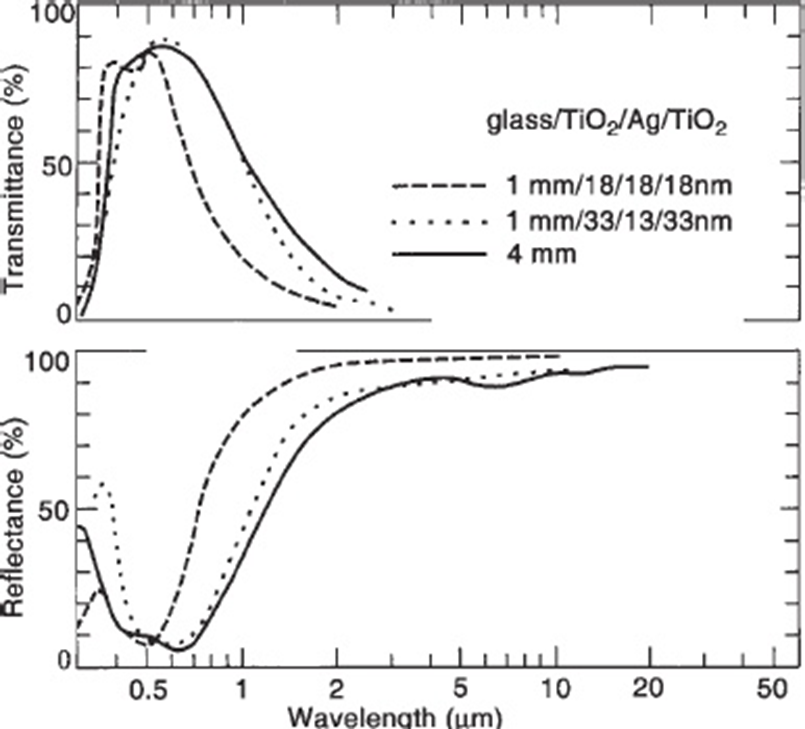 100
50
0
Transmittance (%)
glass/TiO₂/Ag/TiO₂
1 mm/18/18/18nm
1 mm/33/13/33nm
4 mm
100
50
0
Reflectance (%)
0.5 1 2 5 10 20 50
Wavelength (μm)